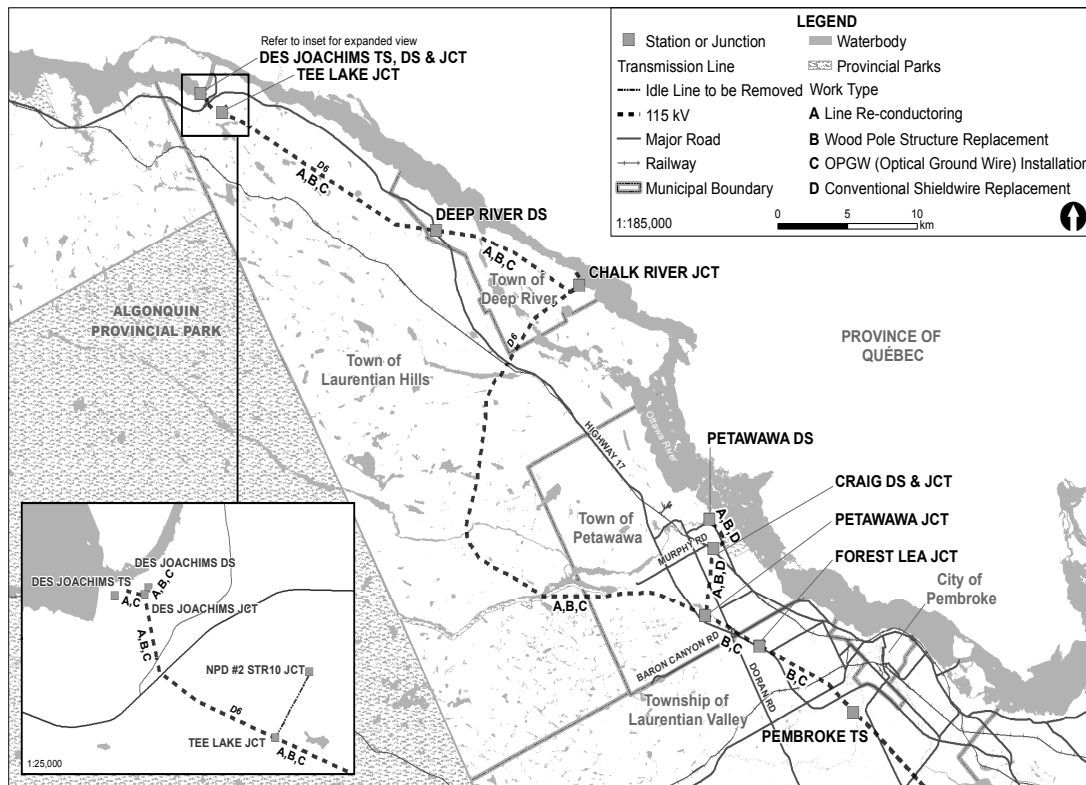 Refer to inset for expanded view
DES JOACHIMS TS, DS & JCT
TEE LAKE JCT
D6
A,B,C
DEEP RIVER DS
A,B,C
CHALK RIVER JCT
Town of
Deep River
D6
ALGONQUIN
PROVINCIAL PARK
Town of
Laurentian Hills
PROVINCE OF
QUÉBEC
Ottawa River
HIGHWAY 17
PETAWAWA DS
CRAIG DS & JCT
PETAWAWA JCT
FOREST LEA JCT
A,B,D
Town of
Petawawa
MURPHY RD
A,B,D
City of
Pembroke
A,B,C
BARON CANYON RD
B,C
DORAN RD
B,C
Township of
Laurentian Valley
PEMBROKE TS
LEGEND
Station or Junction
Transmission Line
Idle Line to be Removed
115 kV
Major Road
Railway
Municipal Boundary
Waterbody
Provincial Parks
Work Type
A Line Re-conductoring
B Wood Pole Structure Replacement
C OPGW (Optical Ground Wire) Installation
D Conventional Shieldwire Replacement
1:185,000
0 5 10
km
DES JOACHIMS DS
DES JOACHIMS TS
A,C
A,B,C
DES JOACHIMS JCT
A,B,C
NPD #2 STR10 JCT
D6
TEE LAKE JCT
A,B,C
1:25,000